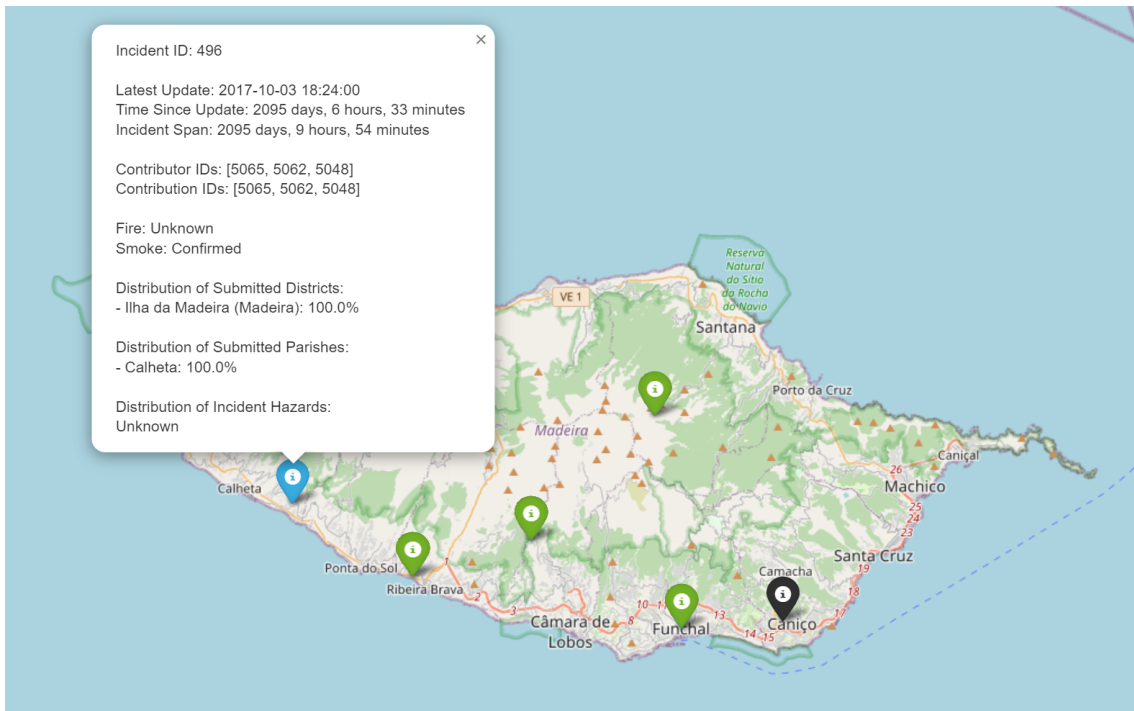 ×
Incident ID: 496
Latest Update: 2017-10-03 18:24:00
Time Since Update: 2095 days, 6 hours, 33 minutes
Incident Span: 2095 days, 9 hours, 54 minutes
Contributor IDs: [5065, 5062, 5048]
Contribution IDs: [5065, 5062, 5048]
Fire: Unknown
Smoke: Confirmed
Distribution of Submitted Districts:
- Ilha da Madeira (Madeira): 100.0%
Distribution of Submitted Parishes:
- Calheta: 100.0%
Distribution of Incident Hazards:
Unknown
Reserva
Natural
do Sítio
da Rocha
do Navio
VE 1
Santana
Porto da Cruz
Madeira
Caniçal
26
Machico
Calheta
25
24
23
Santa Cruz
Ponta do Sol
1
Camacha
19
Ribeira Brava
2
18
3
10
13
17
Câmara de
Lobos
8
Funchal
Caniço
14
15